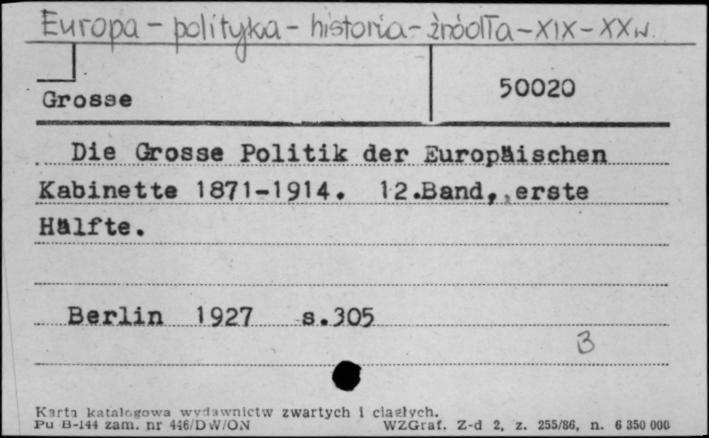 Europa – polityka – historia – źródła – XIX – XX w.
Grosse
50020
Die Grosse Politik der Europäischen
Kabinette 1871-1914. 12.Band, erste
Hälfte.
Berlin 1927 s.305
3
Karta katalogowa wydawnictw zwartych i ciągłych.
Pu B-144 zam. nr 446/DW/ON WZGraf. Z-d 2, z. 255/86, n. 6 350 000